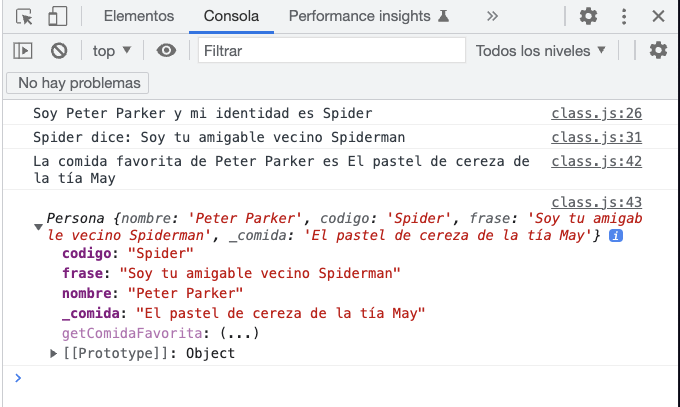 Elementos Consola Performance insights »
top ▼ Filtrar Todos los niveles ▼
No hay problemas
Soy Peter Parker y mi identidad es Spider class.js:26
Spider dice: Soy tu amigable vecino Spiderman class.js:31
La comida favorita de Peter Parker es El pastel de cereza de class.js:42
la tía May
class.js:43
Persona {nombre: 'Peter Parker', codigo: 'Spider', frase: 'Soy tu amigab
le vecino Spiderman', _comida: 'El pastel de cereza de la tía May'} i
codigo: "Spider"
frase: "Soy tu amigable vecino Spiderman"
nombre: "Peter Parker"
_comida: "El pastel de cereza de la tía May"
getComidaFavorita: (...)
[[Prototype]]: Object
>